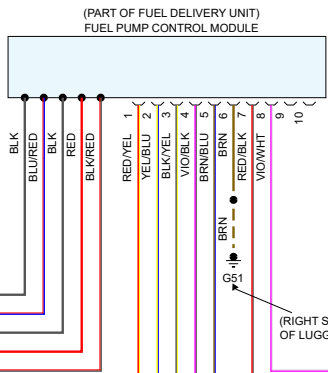 (PART OF FUEL DELIVERY UNIT)
FUEL PUMP CONTROL MODULE
BLK
BLU/RED
BLK
RED
BLK/RED
1
RED/YEL
2
YEL/BLU
3
BLK/YEL
4
VIO/BLK
5
BRN/BLU
6
BRN
7
RED/BLK
8
VIO/WHT
9
10
BRN
G51
(RIGHT S
OF LUGG